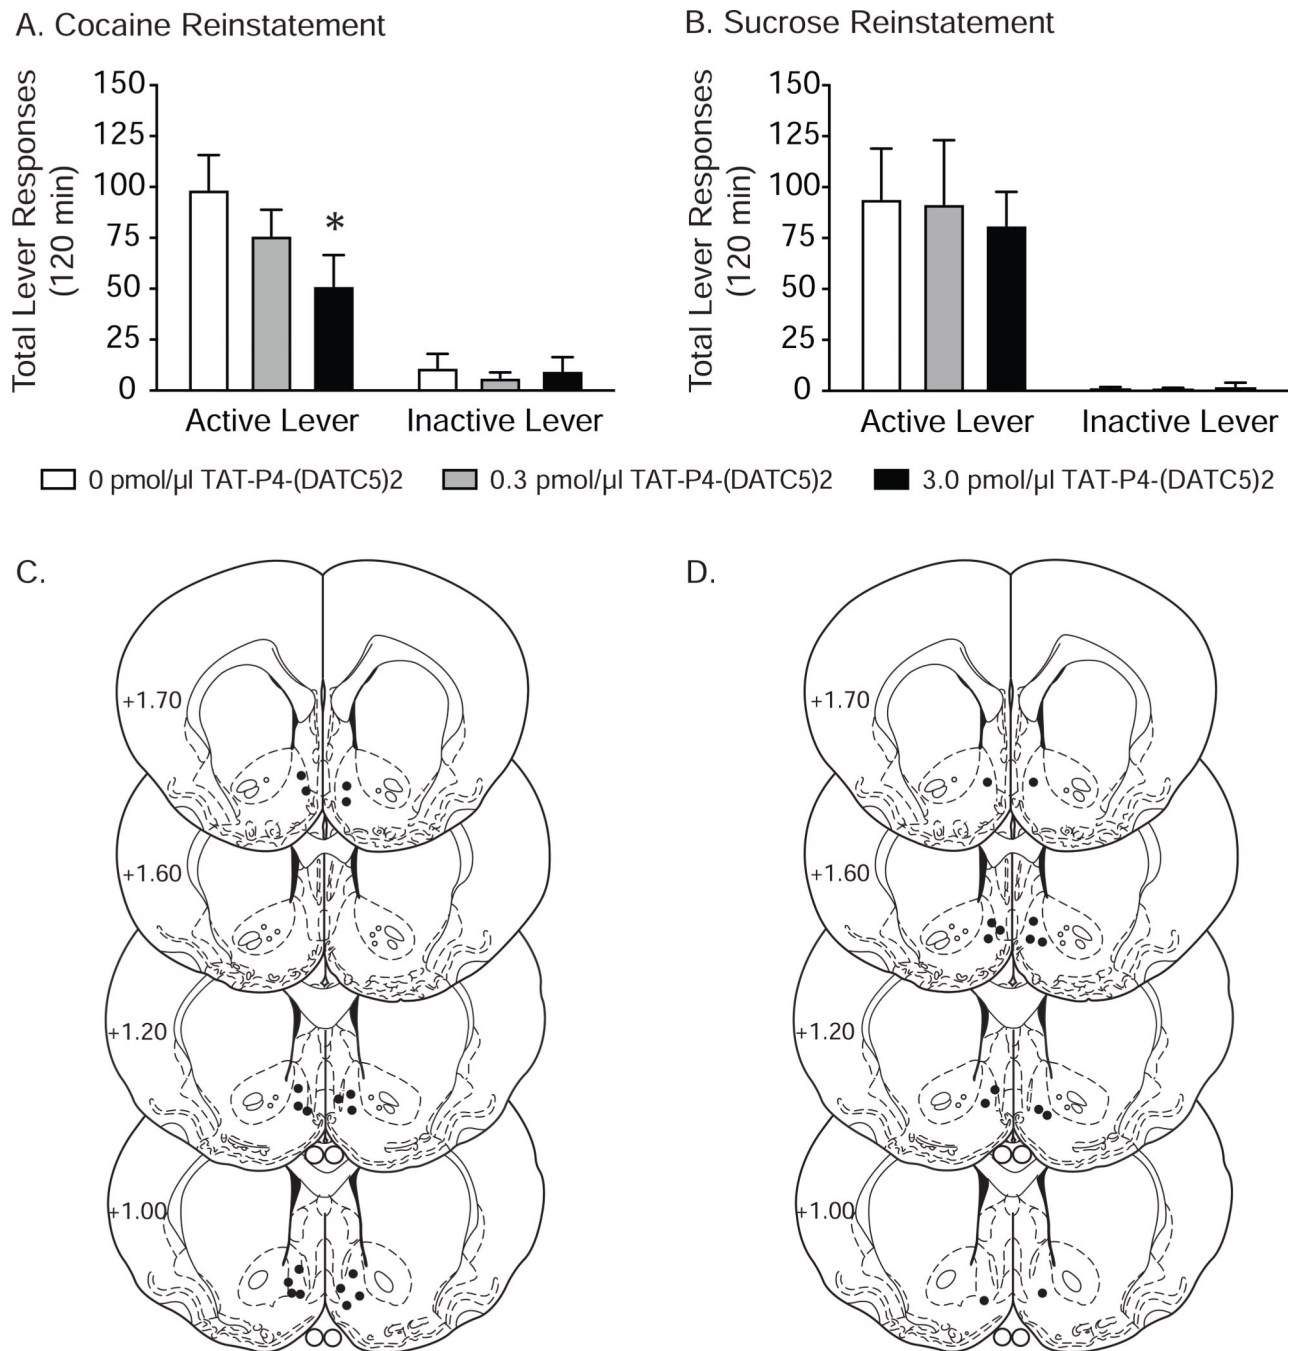 A. Cocaine Reinstatement
Total Lever Responses
(120 min)
150
125
100
75
50
25
0
*
Active Lever
Inactive Lever
B. Sucrose Reinstatement
Total Lever Responses
(120 min)
150
125
100
75
50
25
0
Active Lever
Inactive Lever
0 pmol/µl TAT-P4-(DATC5)2
0.3 pmol/µl TAT-P4-(DATC5)2
3.0 pmol/µl TAT-P4-(DATC5)2
C.
+1.70
+1.60
+1.20
+1.00
D.
+1.70
+1.60
+1.20
+1.00